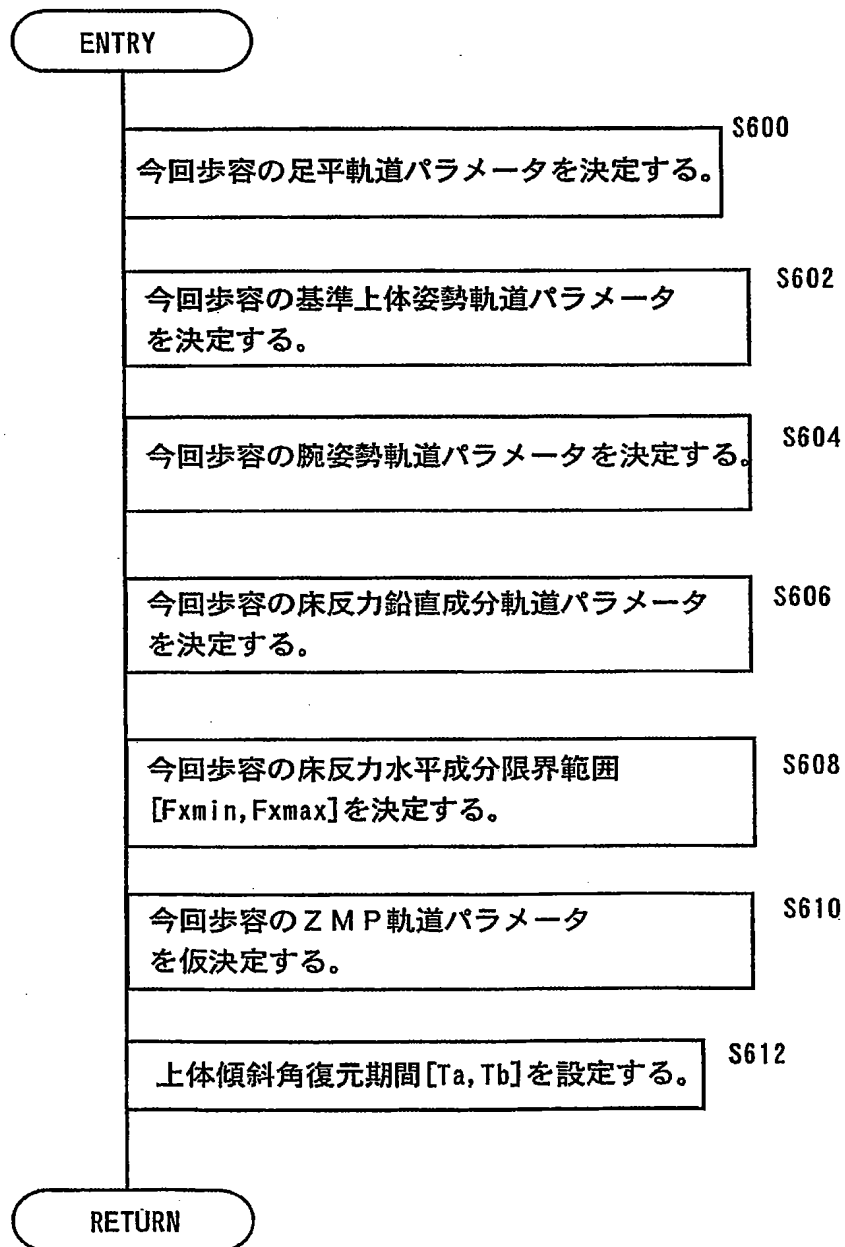 ENTRY
S600
今回歩容の足平軌道パラメータを決定する。
S602
今回歩容の基準上体姿勢軌道パラメータ
を決定する。
S604
今回歩容の腕姿勢軌道パラメータを決定する。
S606
今回歩容の床反力鉛直成分軌道パラメータ
を決定する。
S608
今回歩容の床反力水平成分限界範囲
[Fxmin,Fxmax]を決定する。
S610
今回歩容のＺＭＰ軌道パラメータ
を仮決定する。
S612
上体傾斜角復元期間[Ta,Tb]を設定する。
RETURN